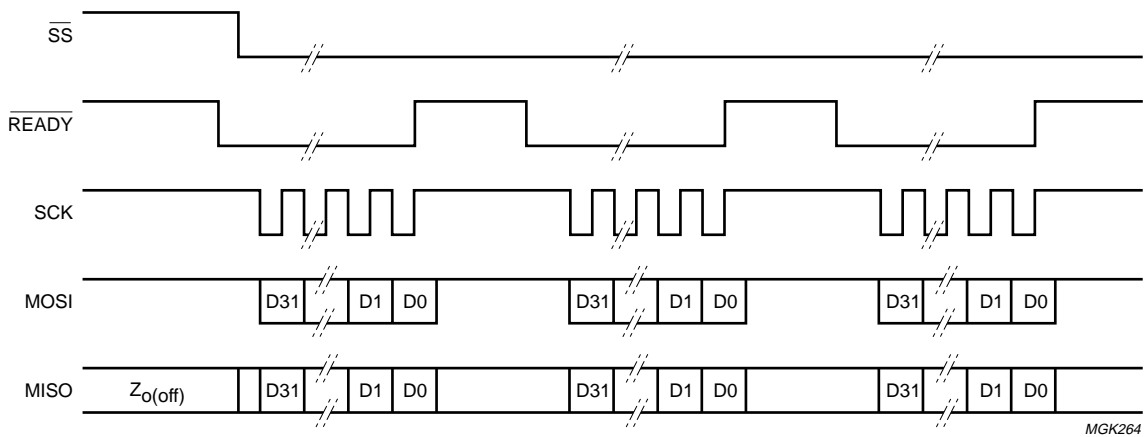 SS
READY
SCK
MOSI D31 D1 D0 D31 D1 D0 D31 D1 D0
MISO Zo(off) D31 D1 D0 D31 D1 D0 D31 D1 D0
MGK264